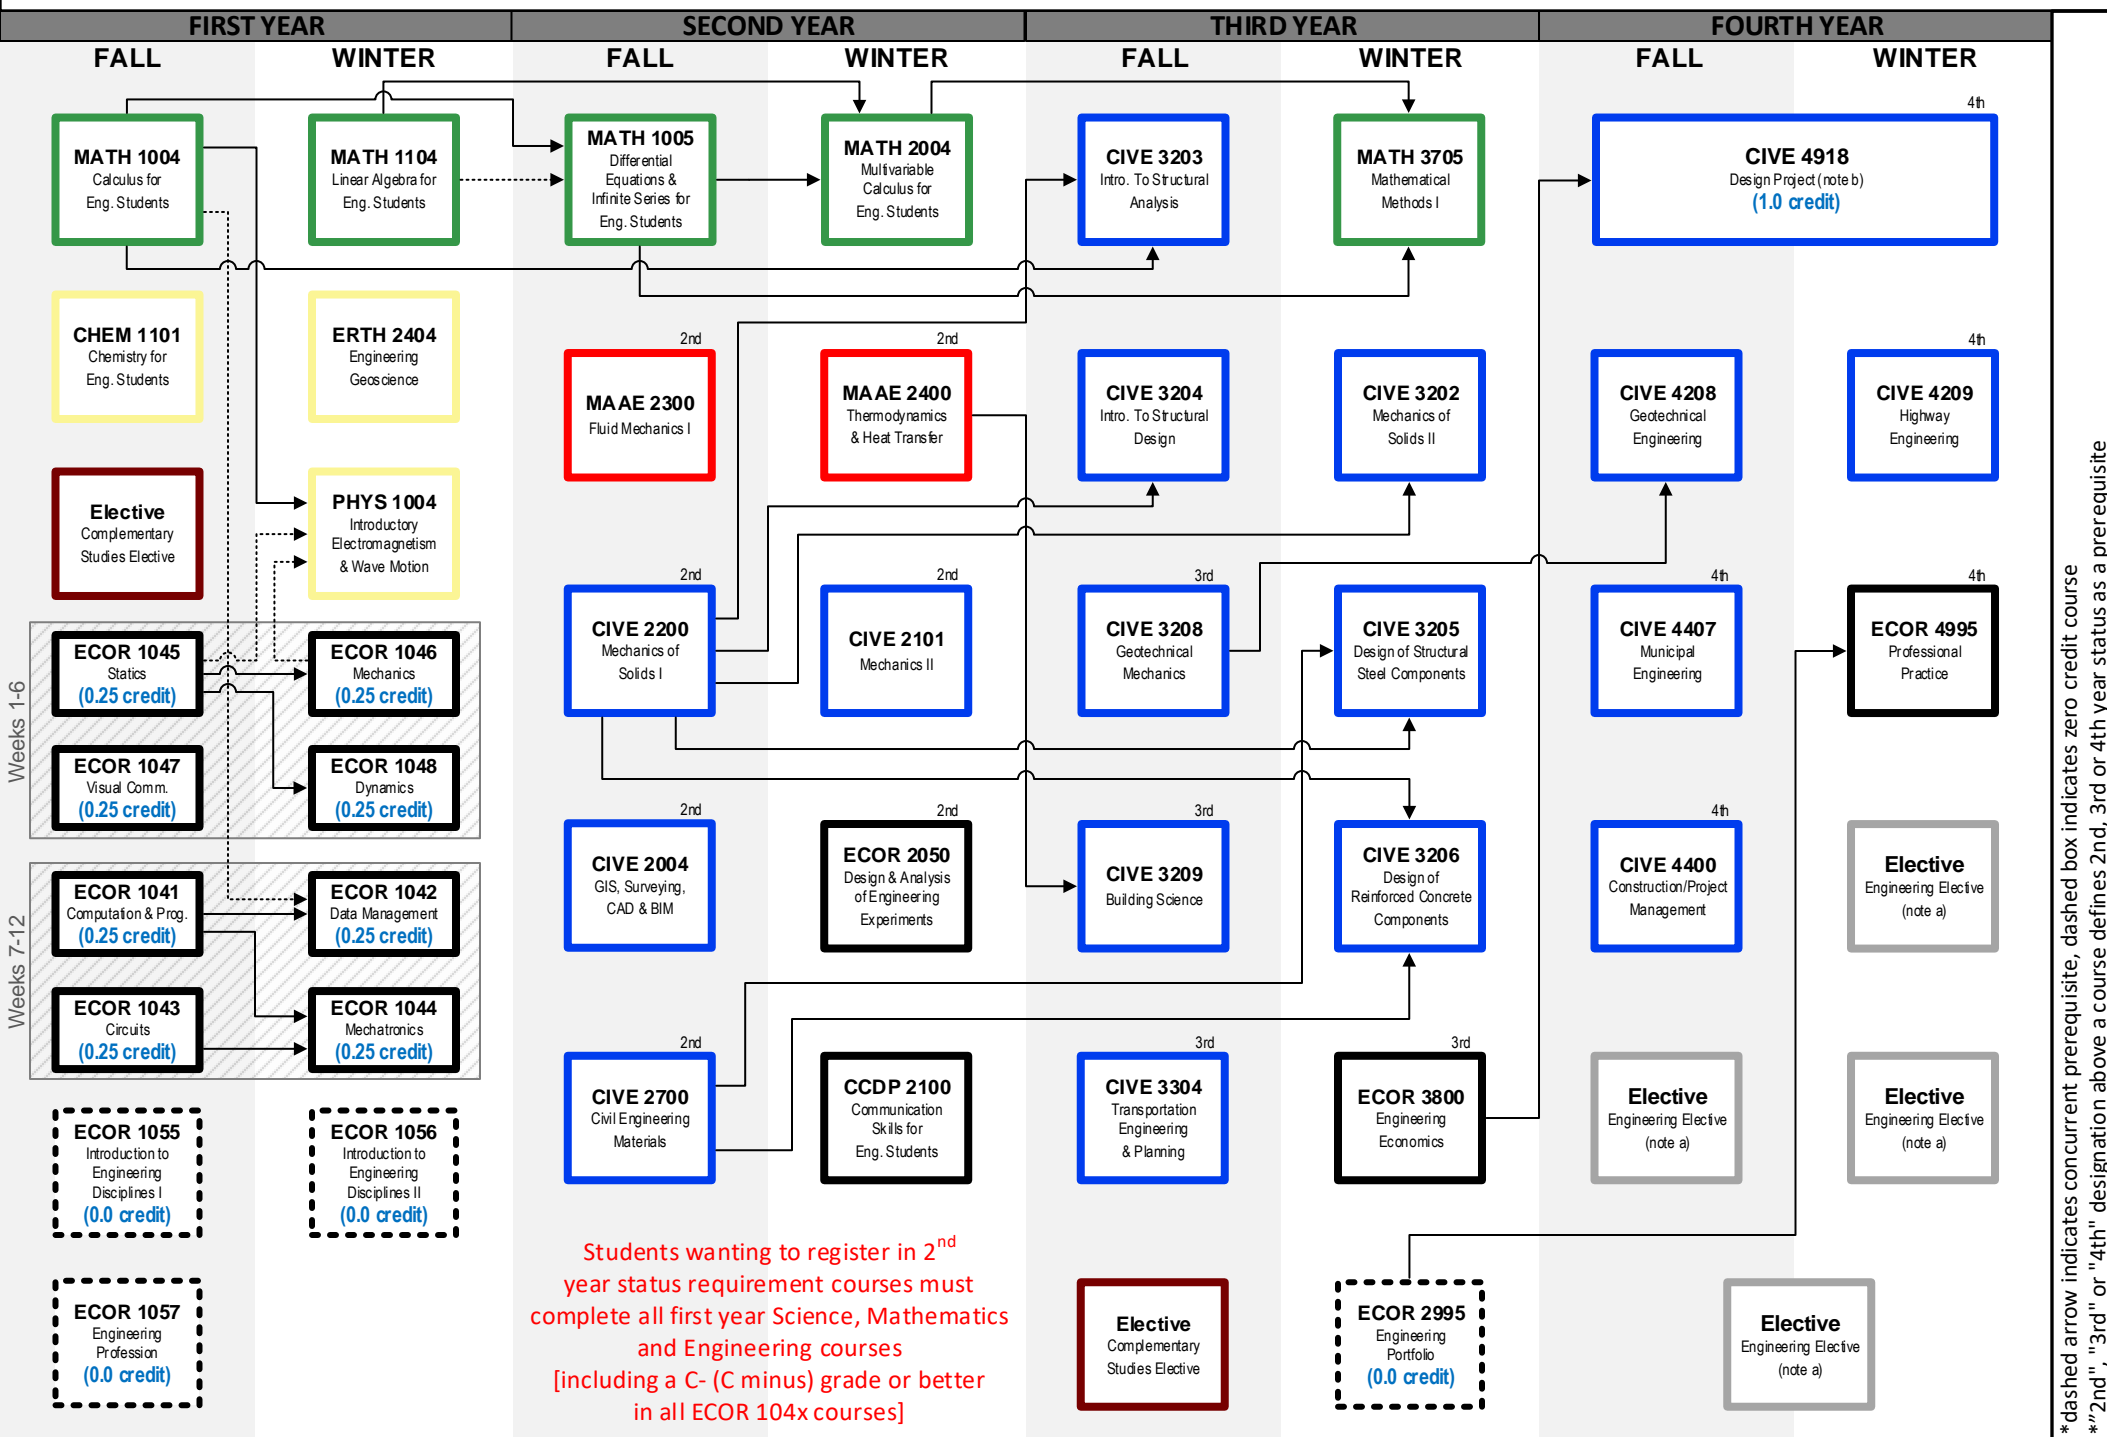 FIRST YEAR
SECOND YEAR
THIRD YEAR
FOURTH YEAR
FALL
WINTER
FALL
WINTER
FALL
WINTER
FALL
WINTER
MATH 1004
Calculus for
Eng. Students
MATH 1104
Linear Algebra for
Eng. Students
MATH 1005
Differential
Equations &
Infinite Series for
Eng. Students
MATH 2004
Multivariable
Calculus for
Eng. Students
CIVE 3203
Intro. To Structural
Analysis
MATH 3705
Mathematical
Methods I
4th
CIVE 4918
Design Project (note b)
(1.0 credit)
CHEM 1101
Chemistry for
Eng. Students
ERTH 2404
Engineering
Geoscience
2nd
MAAE 2300
Fluid Mechanics I
2nd
MAAE 2400
Thermodynamics
& Heat Transfer
CIVE 3204
Intro. To Structural
Design
CIVE 3202
Mechanics of
Solids II
CIVE 4208
Geotechnical
Engineering
4th
CIVE 4209
Highway
Engineering
Elective
Complementary
Studies Elective
PHYS 1004
Introductory
Electromagnetism
& Wave Motion
2nd
CIVE 2200
Mechanics of
Solids I
2nd
CIVE 2101
Mechanics II
3rd
CIVE 3208
Geotechnical
Mechanics
CIVE 3205
Design of Structural
Steel Components
4th
CIVE 4407
Municipal
Engineering
4th
ECOR 4995
Professional
Practice
Weeks 1-6
ECOR 1045
Statics
(0.25 credit)
ECOR 1046
Mechanics
(0.25 credit)
ECOR 1047
Visual Comm.
(0.25 credit)
ECOR 1048
Dynamics
(0.25 credit)
2nd
CIVE 2004
GIS, Surveying,
CAD & BIM
2nd
ECOR 2050
Design & Analysis
of Engineering
Experiments
3rd
CIVE 3209
Building Science
CIVE 3206
Design of
Reinforced Concrete
Components
4th
CIVE 4400
Construction/Project
Management
Elective
Engineering Elective
(note a)
Weeks 7-12
ECOR 1041
Computation & Prog.
(0.25 credit)
ECOR 1042
Data Management
(0.25 credit)
ECOR 1043
Circuits
(0.25 credit)
ECOR 1044
Mechatronics
(0.25 credit)
2nd
CIVE 2700
Civil Engineering
Materials
CCDP 2100
Communication
Skills for
Eng. Students
3rd
CIVE 3304
Transportation
Engineering
& Planning
3rd
ECOR 3800
Engineering
Economics
Elective
Engineering Elective
(note a)
Elective
Engineering Elective
(note a)
ECOR 1055
Introduction to
Engineering
Disciplines I
(0.0 credit)
ECOR 1056
Introduction to
Engineering
Disciplines II
(0.0 credit)
ECOR 1057
Engineering
Profession
(0.0 credit)
Students wanting to register in 2nd
year status requirement courses must
complete all first year Science, Mathematics
and Engineering courses
[including a C- (C minus) grade or better
in all ECOR 104x courses]
Elective
Complementary
Studies Elective
ECOR 2995
Engineering
Portfolio
(0.0 credit)
Elective
Engineering Elective
(note a)
*dashed arrow indicates concurrent prerequisite, dashed box indicates zero credit course
*"2nd", "3rd" or "4th" designation above a course defines 2nd, 3rd or 4th year status as a prerequisite